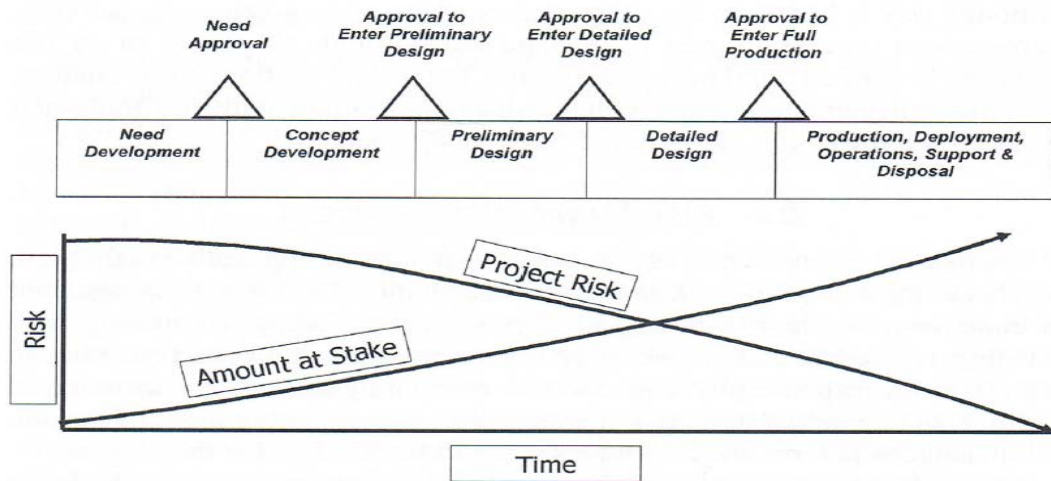 Need
Approval
Approval to
Enter Preliminary
Design
Approval to
Enter Detailed
Design
Approval to
Enter Full
Production
Need
Development
Concept
Development
Preliminary
Design
Detailed
Design
Production, Deployment,
Operations, Support &
Disposal
Risk
Project Risk
Amount at Stake
Time